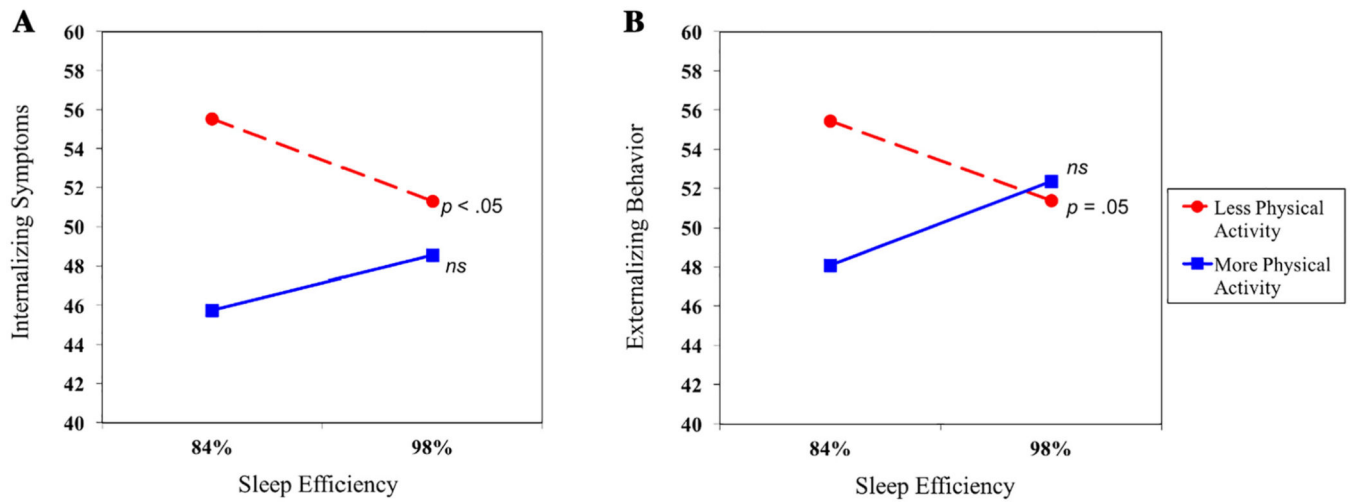 A
Internalizing Symptoms
60
58
56
54
52
50
48
46
44
42
40
p < .05
ns
84%
98%
Sleep Efficiency
B
Externalizing Behavior
60
58
56
54
52
50
48
46
44
42
40
ns
p = .05
84%
98%
Sleep Efficiency
Less Physical
Activity
More Physical
Activity